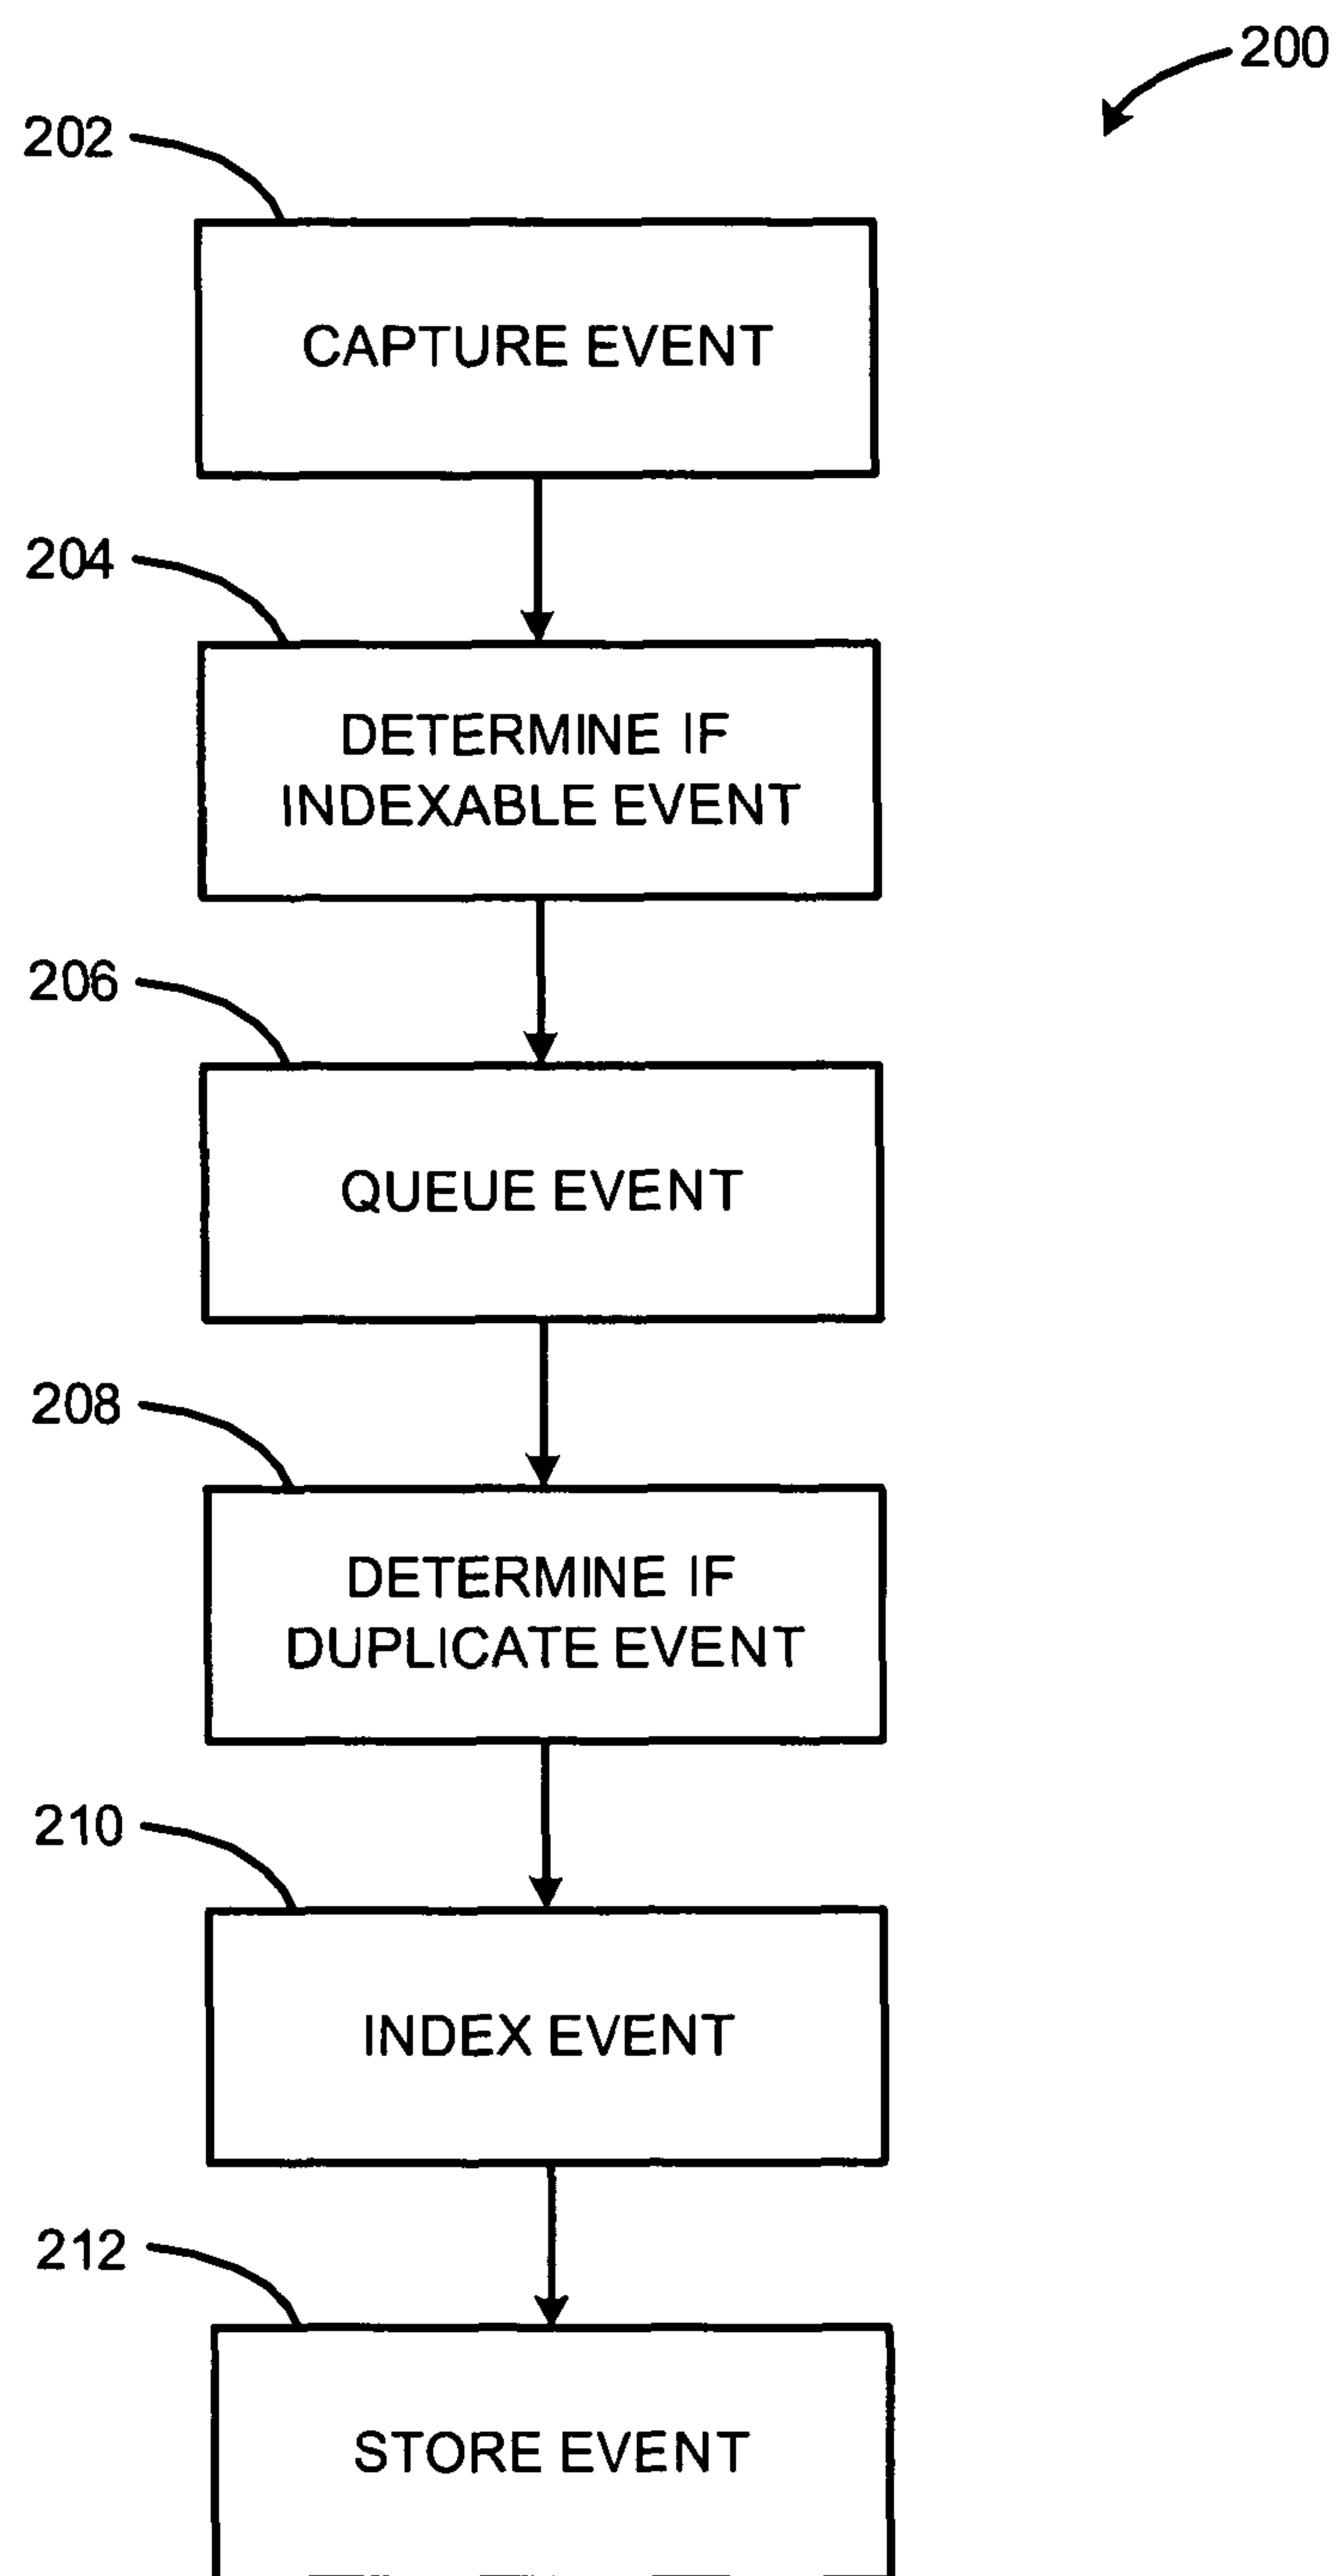 200
202
CAPTURE EVENT
204
DETERMINE IF
INDEXABLE EVENT
206
QUEUE EVENT
208
DETERMINE IF
DUPLICATE EVENT
210
INDEX EVENT
212
STORE EVENT